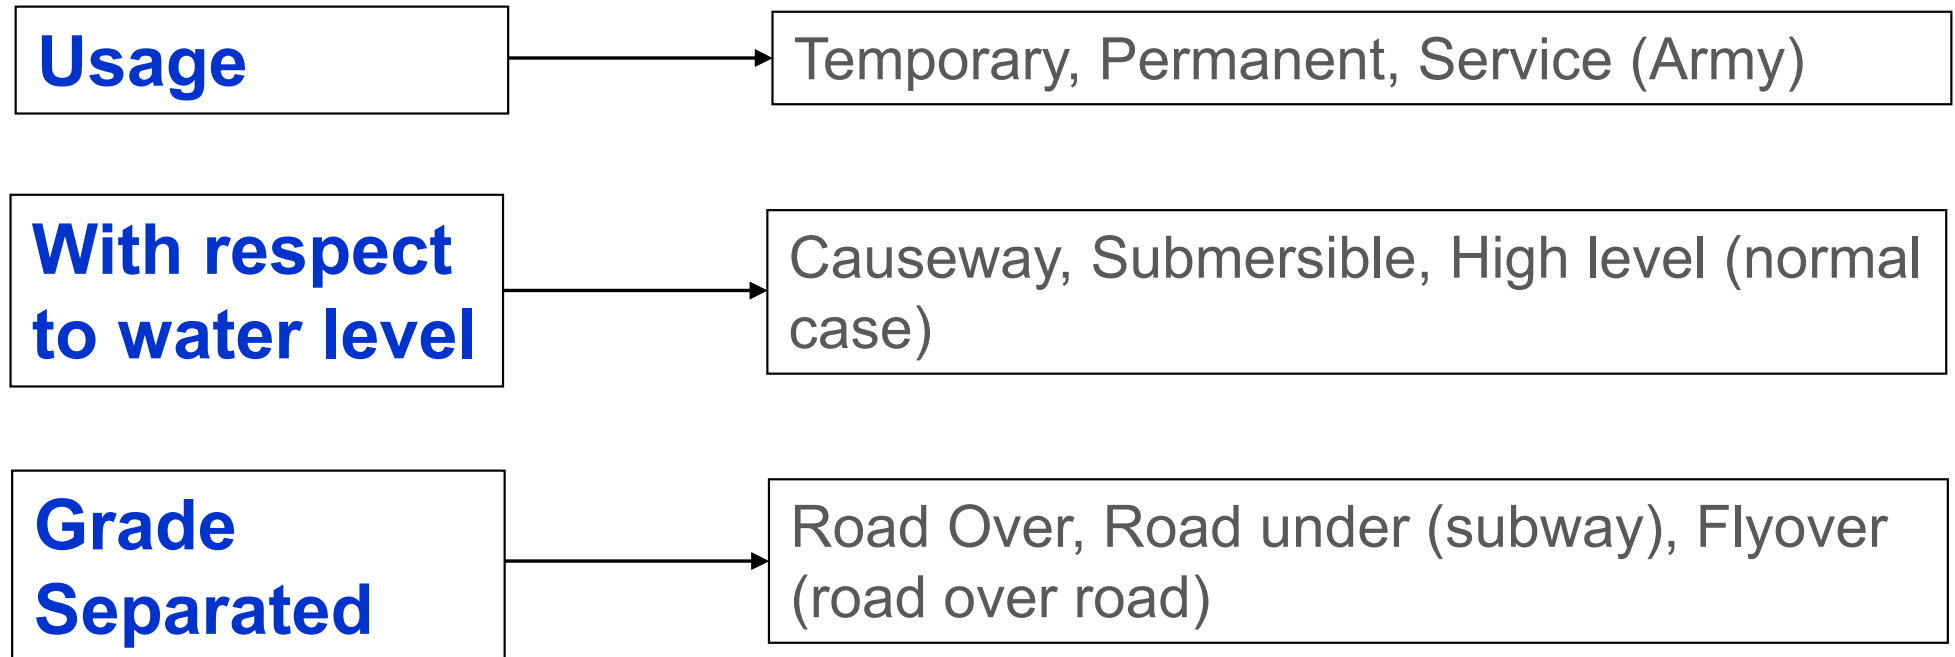 Usage
Temporary, Permanent, Service (Army)
With respect
to water level
Causeway, Submersible, High level (normal
case)
Grade
Separated
Road Over, Road under (subway), Flyover
(road over road)